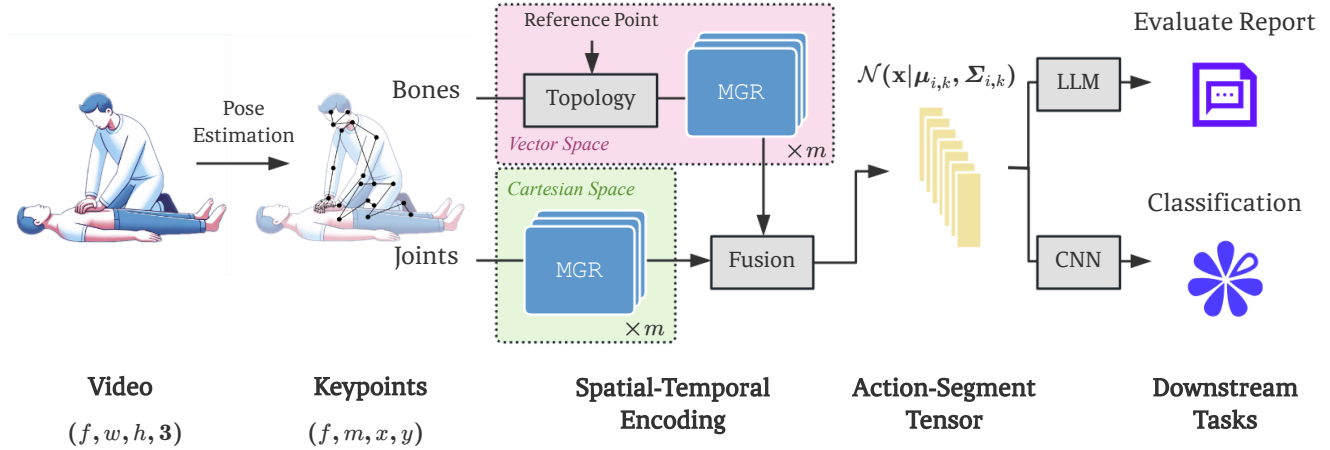 Pose
Estimation
Bones
Joints
Reference Point
Topology
MGR
Vector Space
× m
Cartesian Space
MGR
× m
Fusion
𝒩(x|μ_{i,k}, Σ_{i,k})
LLM
CNN
Evaluate Report
Classification
Video
(f, w, h, 3)
Keypoints
(f, m, x, y)
Spatial-Temporal
Encoding
Action-Segment
Tensor
Downstream
Tasks